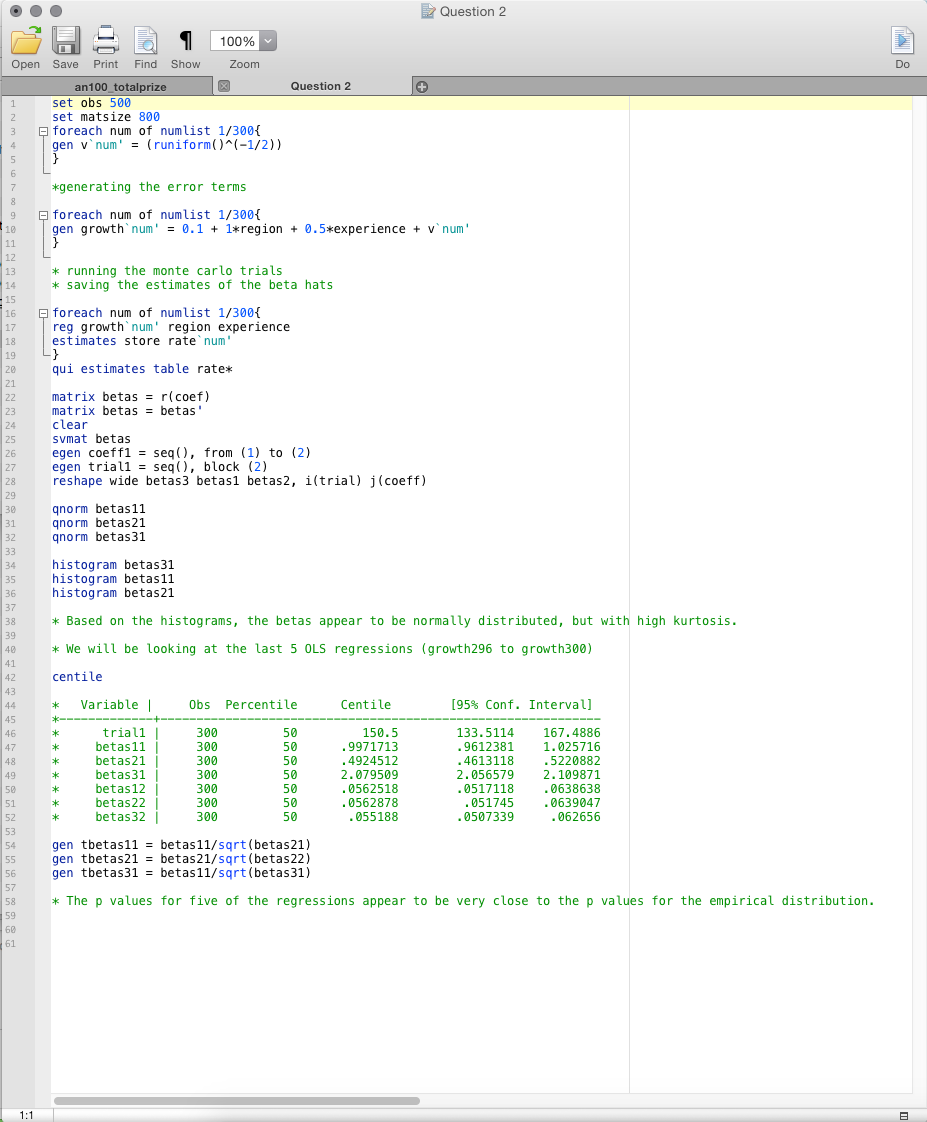 Question 2
Open Save Print Find Show Zoom Do
100%
an100_totalprize Question 2
1 set obs 500
2 set matsize 800
3 foreach num of numlist 1/300{
4 gen v`num' = (runiform()^(-1/2))
5 }
6
7 *generating the error terms
8
9 foreach num of numlist 1/300{
10 gen growth`num' = 0.1 + 1*region + 0.5*experience + v`num'
11 }
12
13 * running the monte carlo trials
14 * saving the estimates of the beta hats
15
16 foreach num of numlist 1/300{
17 reg growth`num' region experience
18 estimates store rate`num'
19 }
20 qui estimates table rate*
21
22 matrix betas = r(coef)
23 matrix betas = betas'
24 clear
25 svmat betas
26 egen coeff1 = seq(), from (1) to (2)
27 egen trial1 = seq(), block (2)
28 reshape wide betas3 betas1 betas2, i(trial) j(coeff)
29
30 qnorm betas11
31 qnorm betas21
32 qnorm betas31
33
34 histogram betas31
35 histogram betas11
36 histogram betas21
37
38 * Based on the histograms, the betas appear to be normally distributed, but with high kurtosis.
39
40 * We will be looking at the last 5 OLS regressions (growth296 to growth300)
41
42 centile
43
44 * Variable | Obs Percentile Centile [95% Conf. Interval]
45 *-------------+-------------------------------------------------------------
46 * trial1 | 300 50 150.5 133.5114 167.4886
47 * betas11 | 300 50 .9971713 .9612381 1.025716
48 * betas21 | 300 50 .4924512 .4613118 .5220882
49 * betas31 | 300 50 2.079509 2.056579 2.109871
50 * betas12 | 300 50 .0562518 .0517118 .0638638
51 * betas22 | 300 50 .0562878 .051745 .0639047
52 * betas32 | 300 50 .055188 .0507339 .062656
53
54 gen tbetas11 = betas11/sqrt(betas21)
55 gen tbetas21 = betas21/sqrt(betas22)
56 gen tbetas31 = betas11/sqrt(betas31)
57
58 * The p values for five of the regressions appear to be very close to the p values for the empirical distribution.
59
60
61
1:1